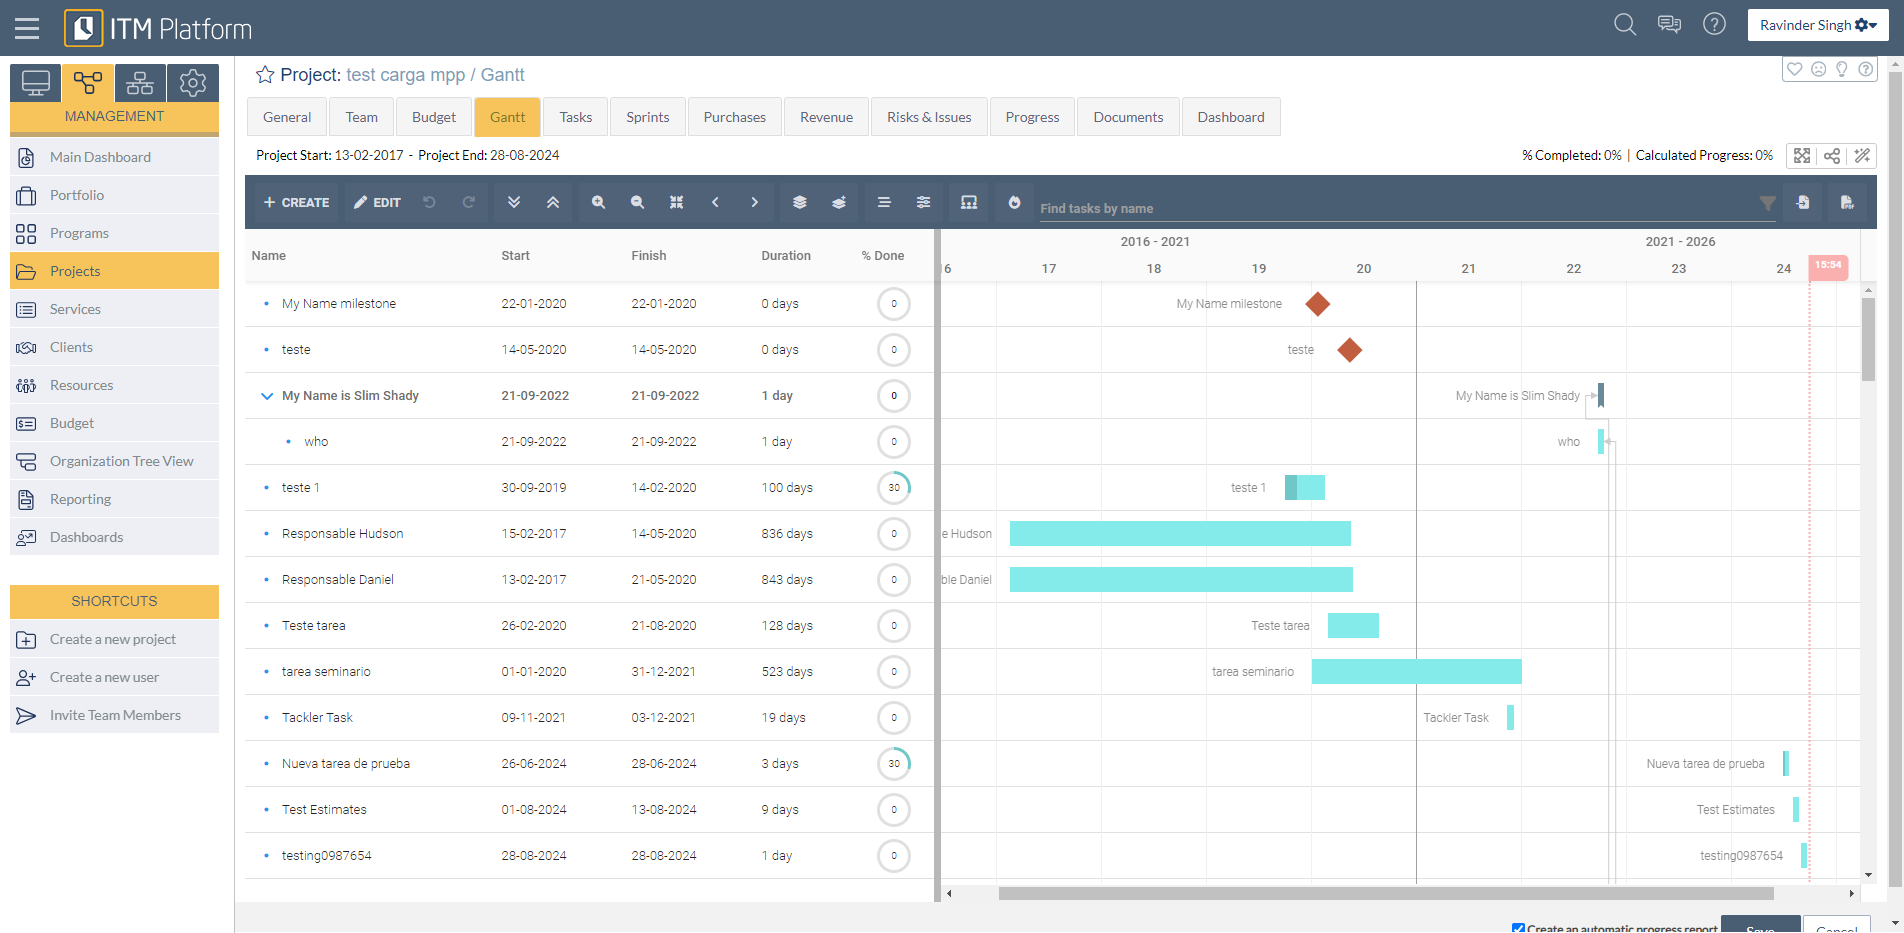 ITM Platform
Ravinder Singh
MANAGEMENT
Main Dashboard
Portfolio
Programs
Projects
Services
Clients
Resources
Budget
Organization Tree View
Reporting
Dashboards
SHORTCUTS
Create a new project
Create a new user
Invite Team Members
Project: test carga mpp / Gantt
General Team Budget Gantt Tasks Sprints Purchases Revenue Risks & Issues Progress Documents Dashboard
Project Start: 13-02-2017 - Project End: 28-08-2024
% Completed: 0% | Calculated Progress: 0%
+ CREATE EDIT Find tasks by name
Name Start Finish Duration % Done
2016 - 2021 2021 - 2026
16 17 18 19 20 21 22 23 24 15:54
My Name milestone 22-01-2020 22-01-2020 0 days 0 My Name milestone
teste 14-05-2020 14-05-2020 0 days 0 teste
My Name is Slim Shady 21-09-2022 21-09-2022 1 day 0 My Name is Slim Shady
who 21-09-2022 21-09-2022 1 day 0 who
teste 1 30-09-2019 14-02-2020 100 days 30 teste 1
Responsable Hudson 15-02-2017 14-05-2020 836 days 0 e Hudson
Responsable Daniel 13-02-2017 21-05-2020 843 days 0 ble Daniel
Teste tarea 26-02-2020 21-08-2020 128 days 0 Teste tarea
tarea seminario 01-01-2020 31-12-2021 523 days 0 tarea seminario
Tackler Task 09-11-2021 03-12-2021 19 days 0 Tackler Task
Nueva tarea de prueba 26-06-2024 28-06-2024 3 days 30 Nueva tarea de prueba
Test Estimates 01-08-2024 13-08-2024 9 days 0 Test Estimates
testing0987654 28-08-2024 28-08-2024 1 day 0 testing0987654
Create an automatic progress report Save Cancel